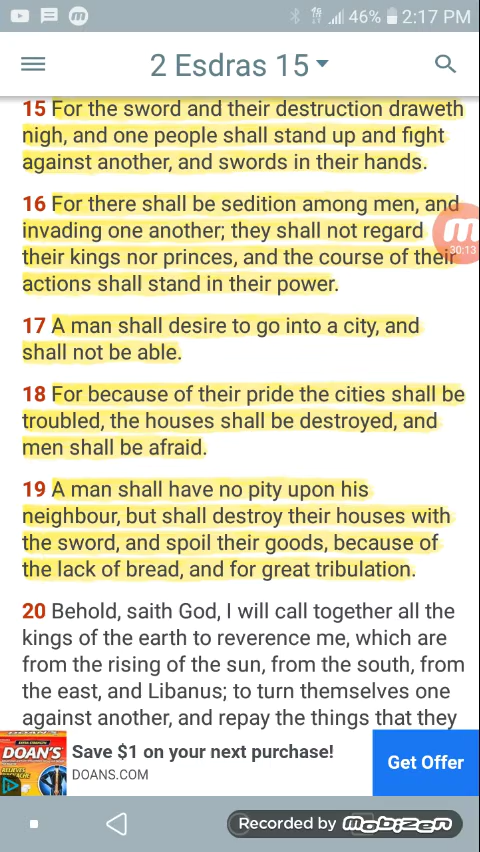 46% 2:17 PM
2 Esdras 15
15 For the sword and their destruction draweth
nigh, and one people shall stand up and fight
against another, and swords in their hands.
16 For there shall be sedition among men, and
invading one another; they shall not regard
their kings nor princes, and the course of their
actions shall stand in their power.
30:13
17 A man shall desire to go into a city, and
shall not be able.
18 For because of their pride the cities shall be
troubled, the houses shall be destroyed, and
men shall be afraid.
19 A man shall have no pity upon his
neighbour, but shall destroy their houses with
the sword, and spoil their goods, because of
the lack of bread, and for great tribulation.
20 Behold, saith God, I will call together all the
kings of the earth to reverence me, which are
from the rising of the sun, from the south, from
the east, and Libanus; to turn themselves one
against another, and repay the things that they
DOAN'S
Save $1 on your next purchase!
DOANS.COM
Get Offer
Recorded by mobizen